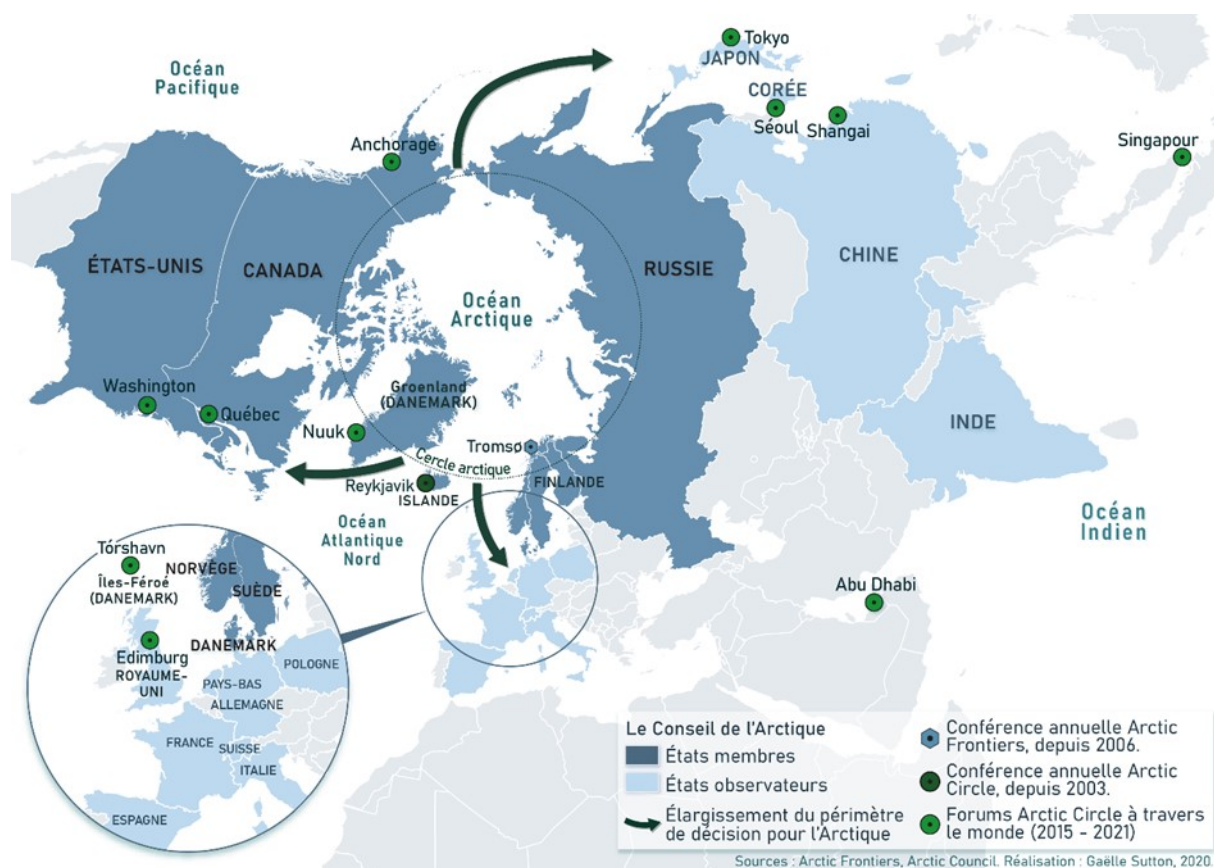 Océan
Pacifique
Tokyo
JAPON
CORÉE
Séoul
Shangai
Singapour
Anchorage
ÉTATS-UNIS
CANADA
RUSSIE
CHINE
Océan
Arctique
Groenland
(DANEMARK)
Washington
Québec
Nuuk
Tromsø
Cercle arctique
INDE
Reykjavik
ISLANDE
FINLANDE
Océan
Atlantique
Nord
Océan
Indien
Abu Dhabi
Tórshavn
Îles-Féroé
(DANEMARK)
NORVÈGE
SUÈDE
DANEMARK
Edimburg
ROYAUME-
UNI
POLOGNE
PAYS-BAS
ALLEMAGNE
FRANCE
SUISSE
ITALIE
ESPAGNE
Le Conseil de l'Arctique
États membres
États observateurs
Élargissement du périmètre
de décision pour l'Arctique
Conférence annuelle Arctic
Frontiers, depuis 2006.
Conférence annuelle Arctic
Circle, depuis 2003.
Forums Arctic Circle à travers
le monde (2015 - 2021)
Sources : Arctic Frontiers, Arctic Council. Réalisation : Gaëlle Sutton, 2020